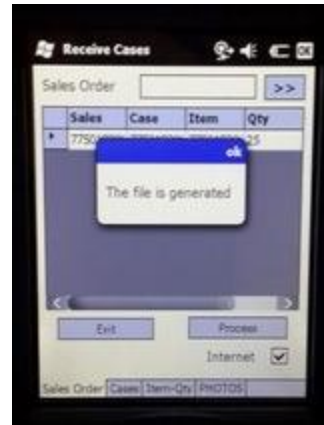 Receive Cases
OK
Sales Order
>>
Sales Case Item Qty
25
ok
The file is generated
Exit Process
Internet
Sales Order Cases Item-Qty PHOTOS